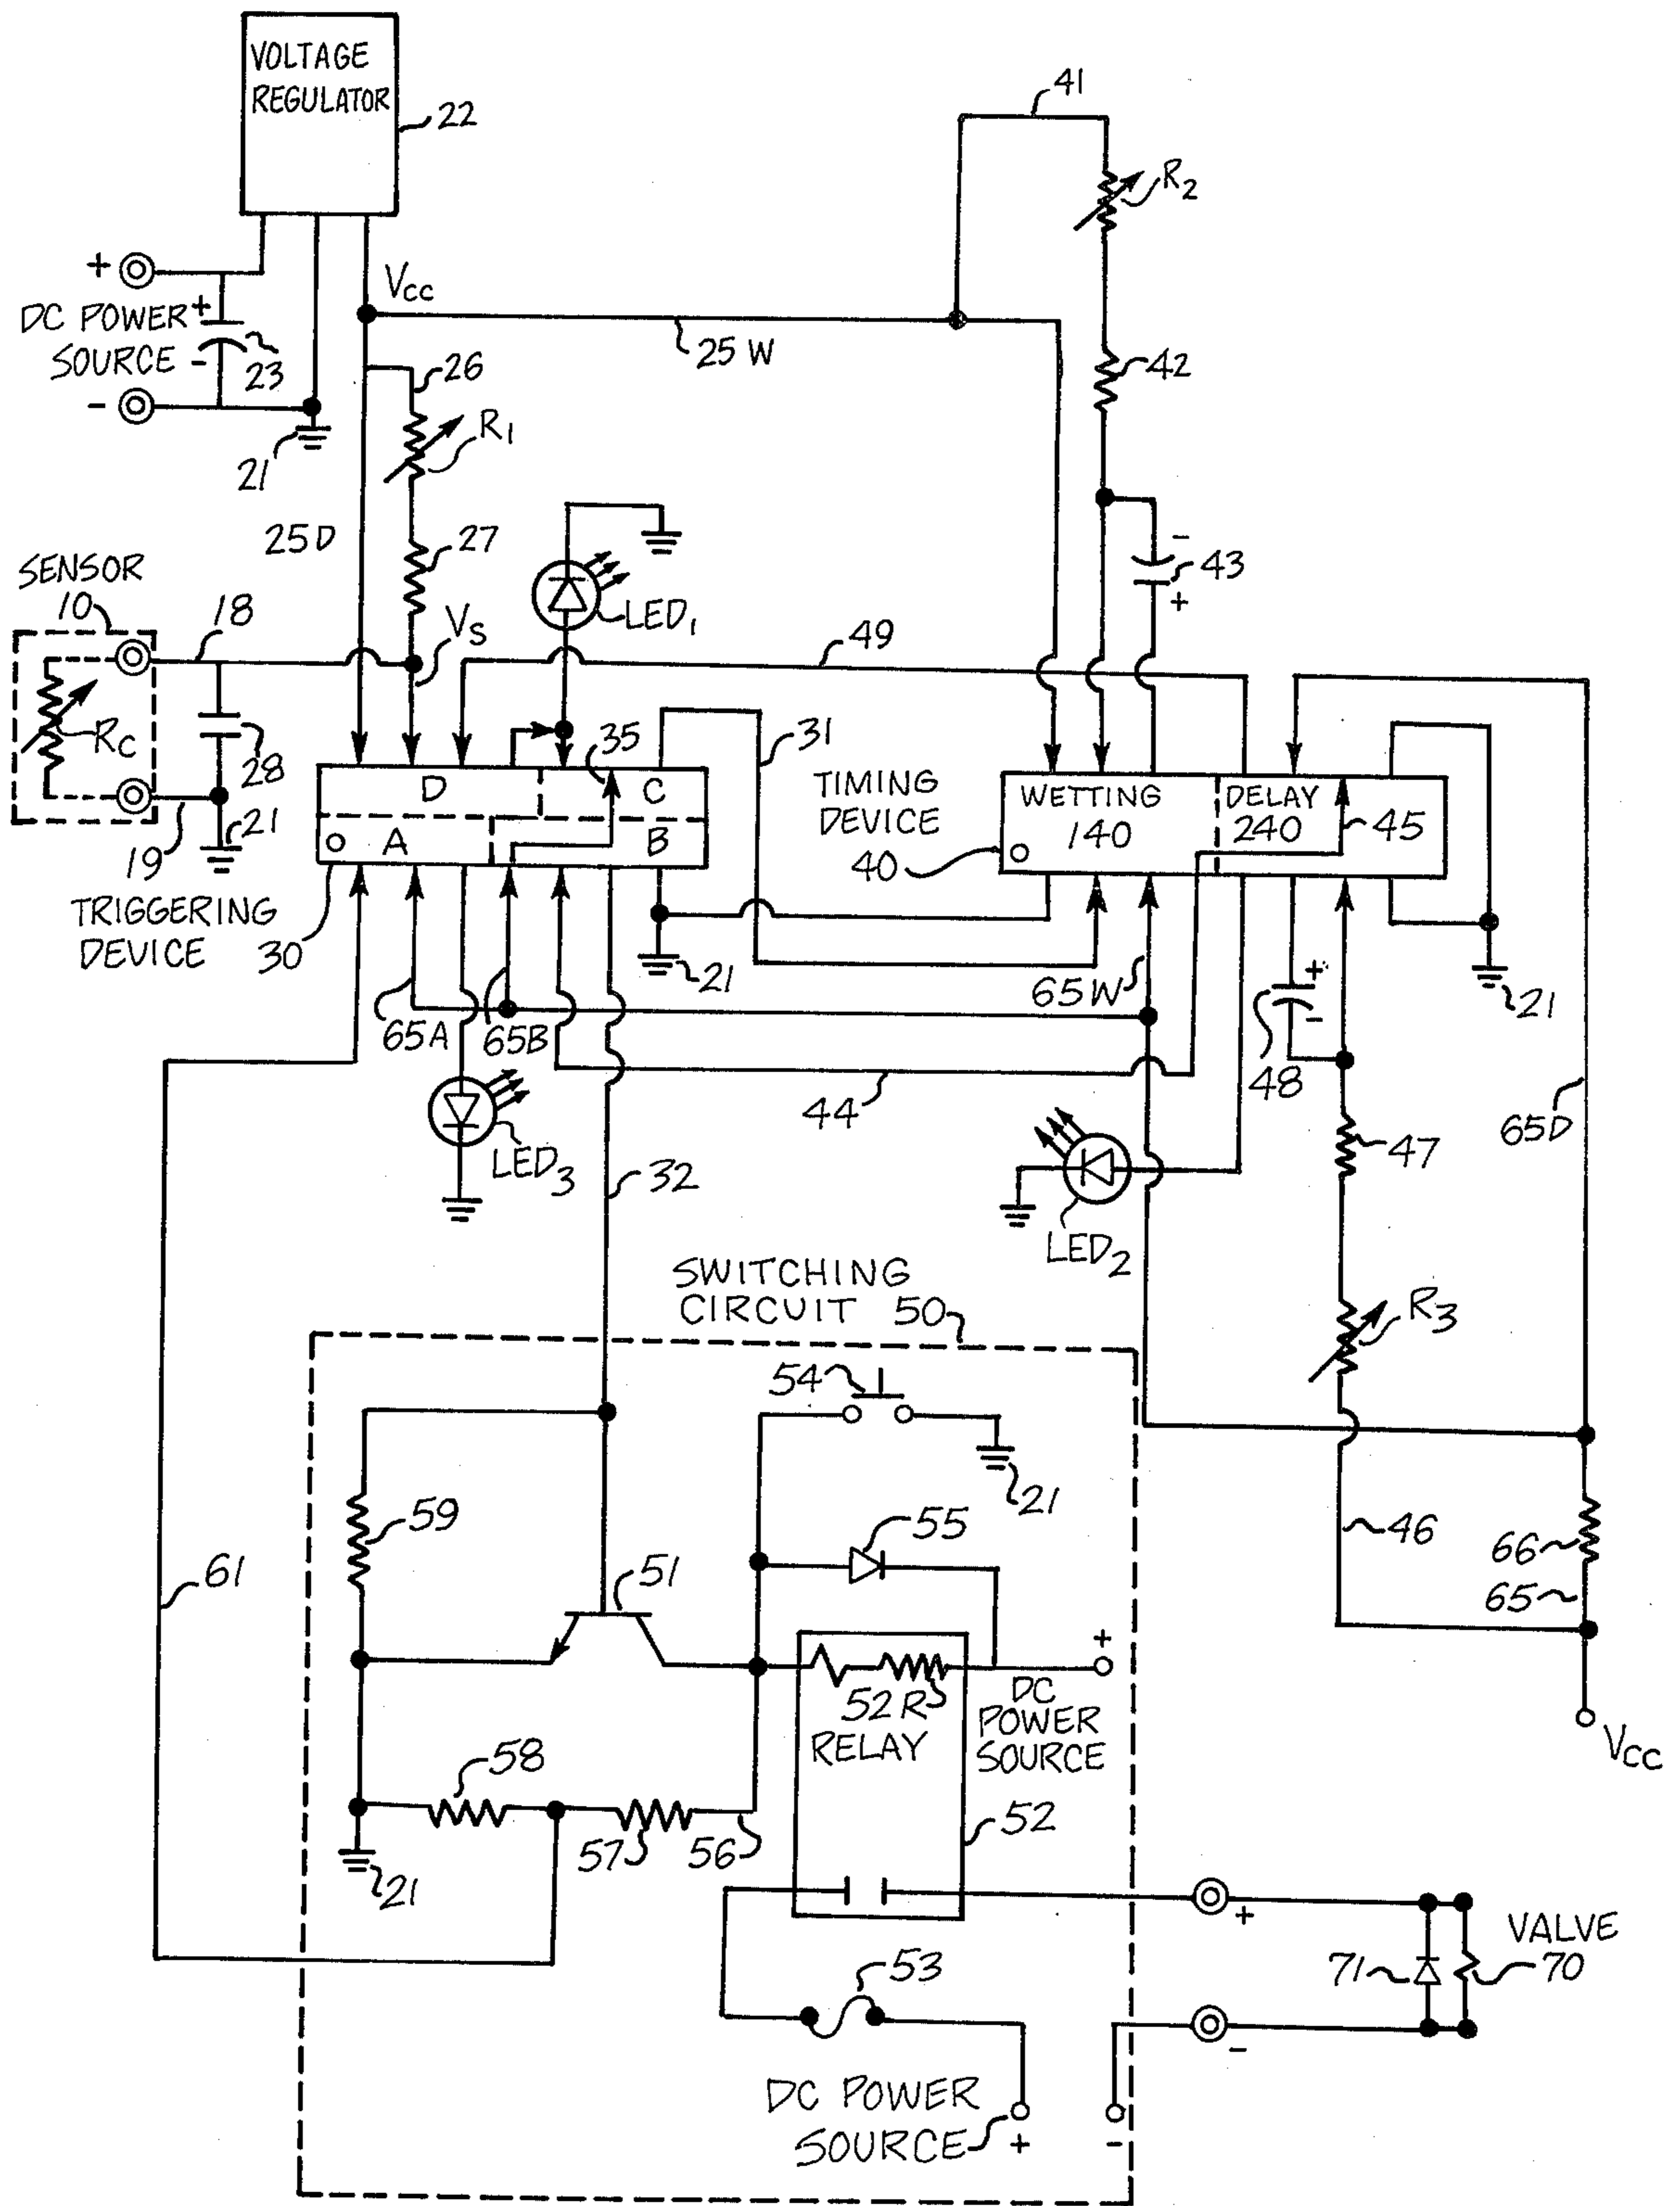 VOLTAGE
REGULATOR
22
41
R2
+
DC POWER
SOURCE
-
+
-
23
21
Vcc
25 W
26
R1
42
25D
27
-
43
+
SENSOR
10
18
Vs
LED1
49
Rc
28
19
21
TRIGGERING
DEVICE 30
D
35
C
A
B
31
TIMING
DEVICE
40
WETTING
140
DELAY
240
45
21
65A
65B
65W
+
-
48
21
44
LED3
32
LED2
47
65D
R3
SWITCHING
CIRCUIT 50
54
21
59
55
46
66
65
61
51
+
52R
RELAY
DC
POWER
SOURCE
Vcc
58
57
56
52
21
+
VALVE
71
70
53
-
DC POWER
SOURCE
+
-